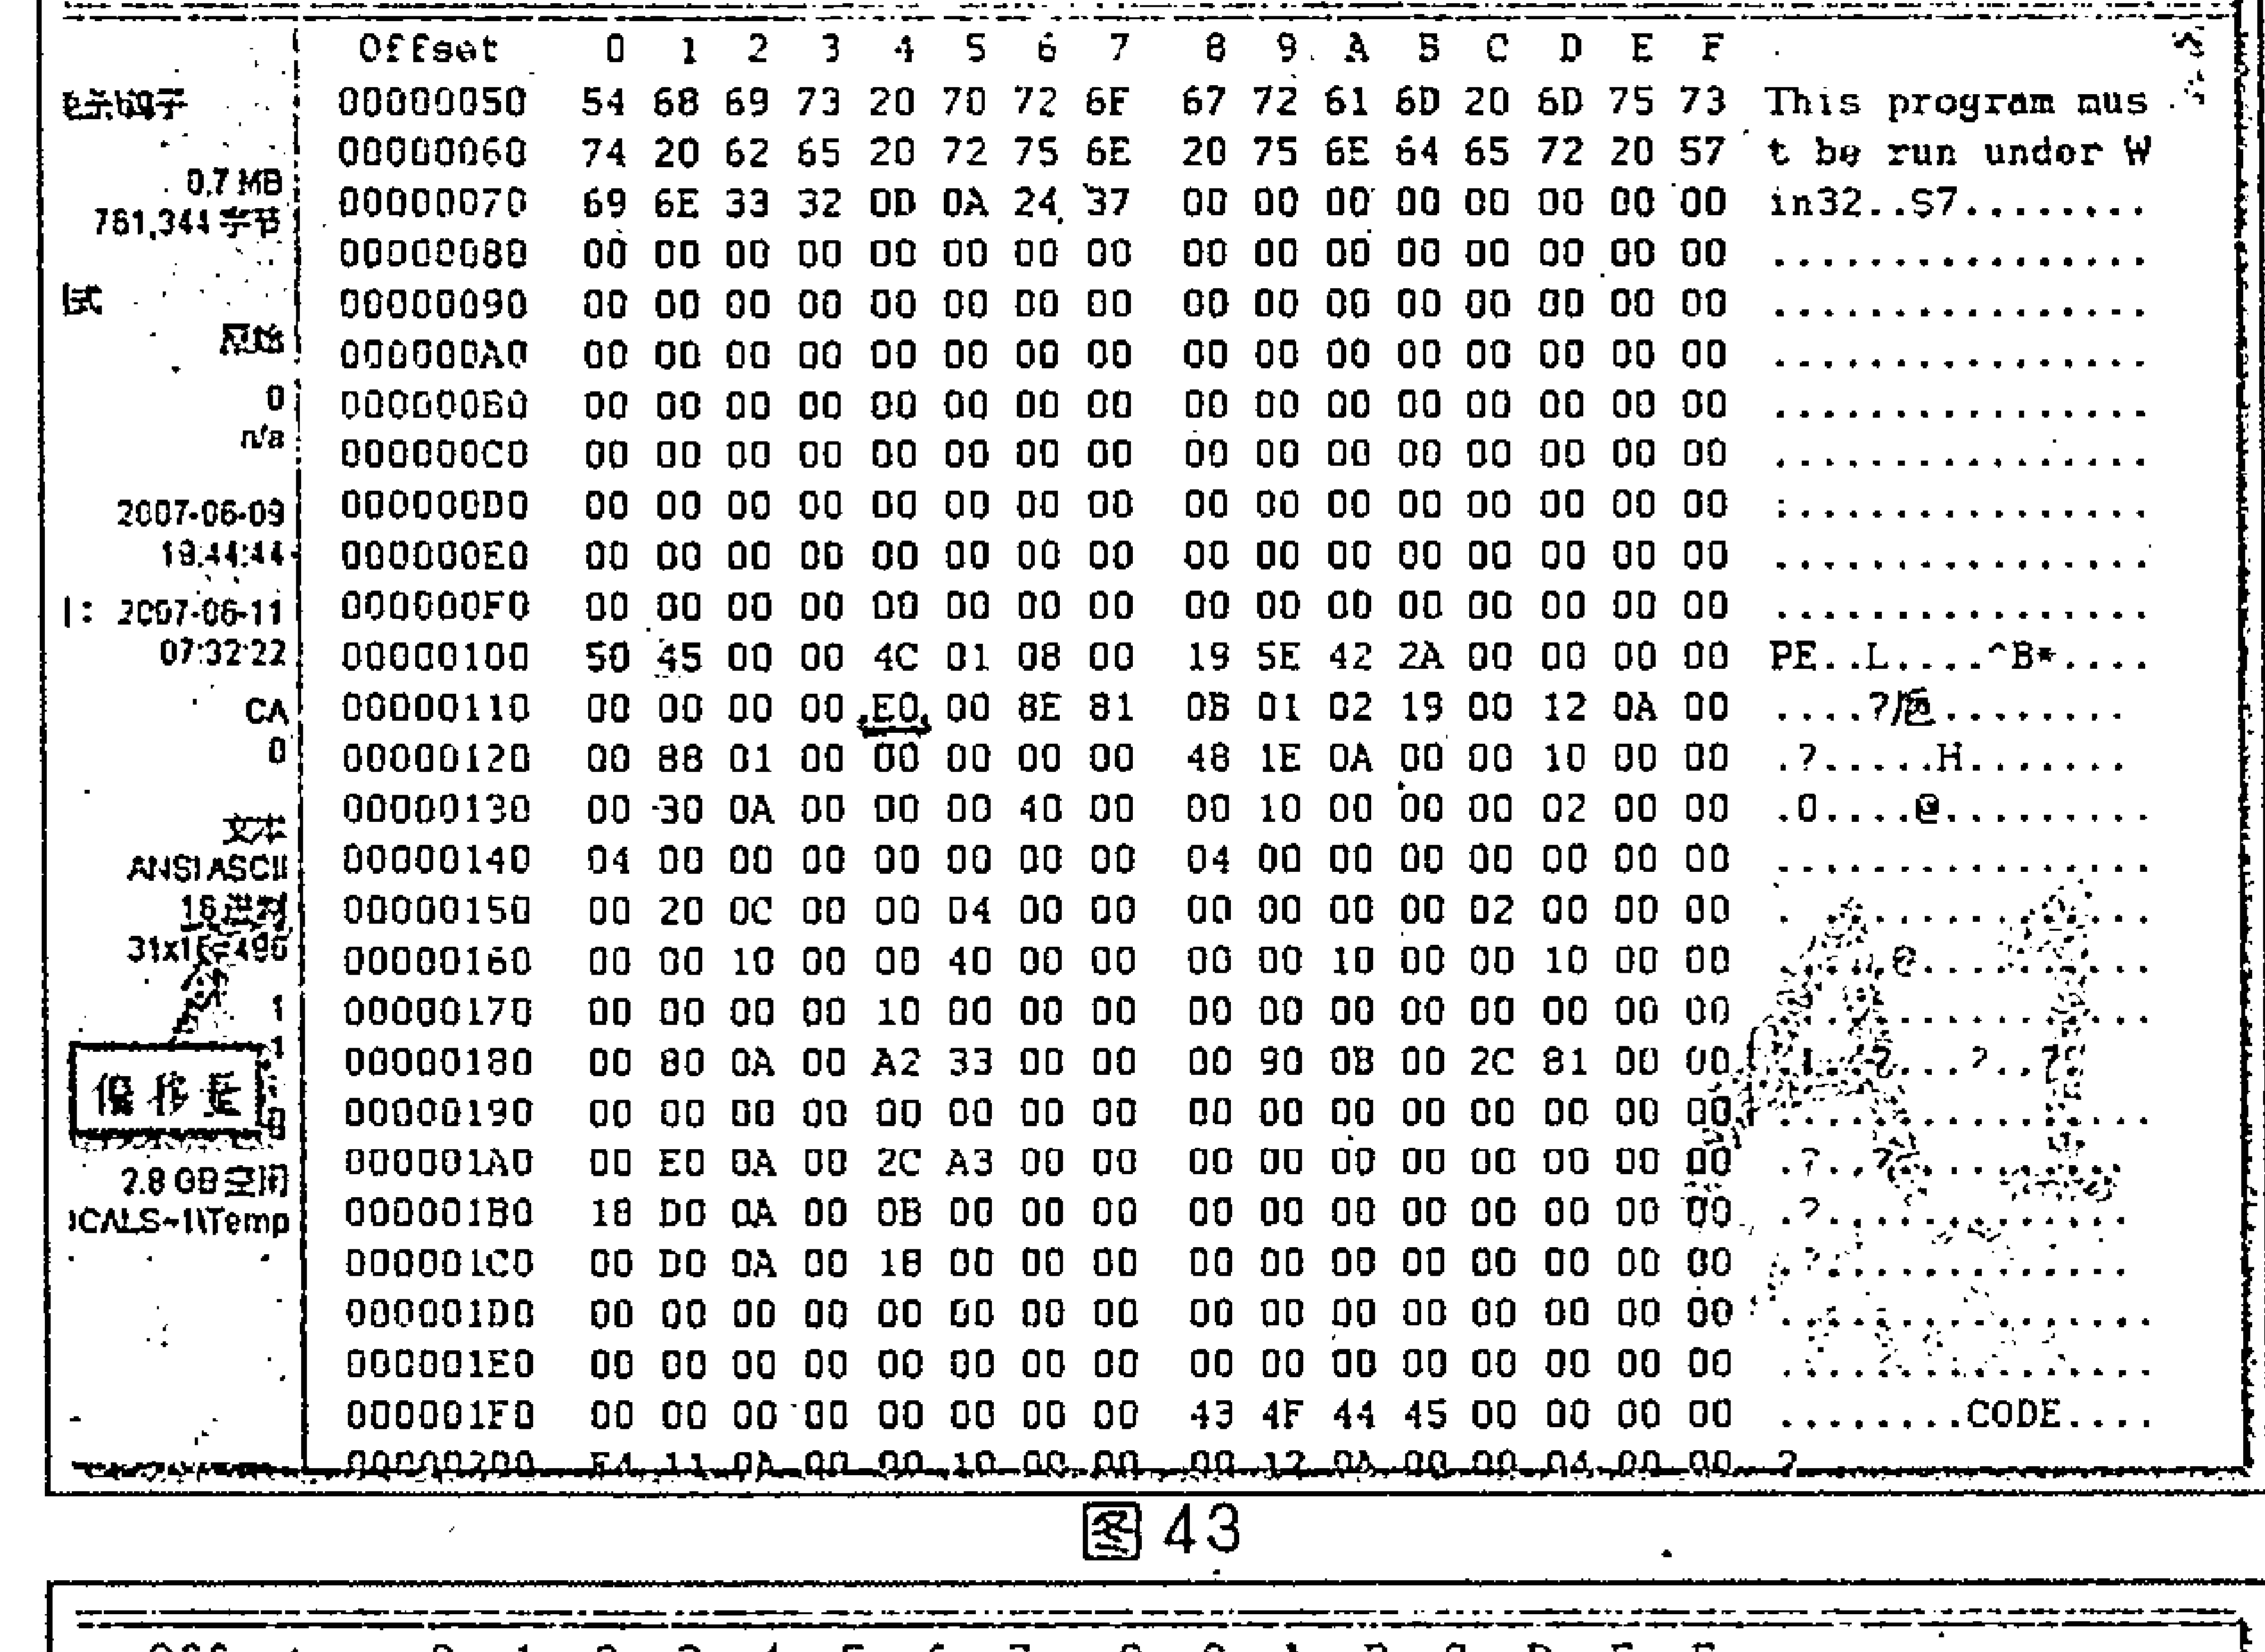 Offset 0 1 2 3 4 5 6 7 8 9 A B C D E F
00000050 54 68 69 73 20 70 72 6F 67 72 61 6D 20 6D 75 73 This program mus
0.7 MB
00000060 74 20 62 65 20 72 75 6E 20 75 6E 64 65 72 20 57 t be run under W
781,344 字节
00000070 69 6E 33 32 0D 0A 24 37 00 00 00 00 00 00 00 00 in32..$7........
00000080 00 00 00 00 00 00 00 00 00 00 00 00 00 00 00 00 ................
00000090 00 00 00 00 00 00 00 00 00 00 00 00 00 00 00 00 ................
原始
000000A0 00 00 00 00 00 00 00 00 00 00 00 00 00 00 00 00 ................
0
000000B0 00 00 00 00 00 00 00 00 00 00 00 00 00 00 00 00 ................
n/a
000000C0 00 00 00 00 00 00 00 00 00 00 00 00 00 00 00 00 ................
2007-06-09
000000D0 00 00 00 00 00 00 00 00 00 00 00 00 00 00 00 00 ................
000000E0 00 00 00 00 00 00 00 00 00 00 00 00 00 00 00 00 ................
2007-06-11
000000F0 00 00 00 00 00 00 00 00 00 00 00 00 00 00 00 00 ................
07:32:22
00000100 50 45 00 00 4C 01 08 00 19 5E 42 2A 00 00 00 00 PE..L....^B*....
CA
00000110 00 00 00 00 E0 00 8E 81 0B 01 02 19 00 12 0A 00
0
00000120 00 88 01 00 00 00 00 00 48 1E 0A 00 00 10 00 00 .?.....H.......
00000130 00 30 0A 00 00 00 40 00 00 10 00 00 00 02 00 00 .0....@.........
文本
00000140 04 00 00 00 00 00 00 00 04 00 00 00 00 00 00 00 ................
ANSI ASCII
00000150 00 20 0C 00 00 04 00 00 00 00 00 00 02 00 00 00
16 进制
31x16=496
00000160 00 00 10 00 00 40 00 00 00 00 10 00 00 10 00 00
1
00000170 00 00 00 00 10 00 00 00 00 00 00 00 00 00 00 00
00000180 00 80 0A 00 A2 33 00 00 00 90 0B 00 2C 81 00 00
偏移量
00000190 00 00 00 00 00 00 00 00 00 00 00 00 00 00 00 00
000001A0 00 E0 0A 00 2C A3 00 00 00 00 00 00 00 00 00 00
2.8 GB 空闲
000001B0 18 D0 0A 00 0B 00 00 00 00 00 00 00 00 00 00 00
CALS~1\Temp
000001C0 00 D0 0A 00 18 00 00 00 00 00 00 00 00 00 00 00
000001D0 00 00 00 00 00 00 00 00 00 00 00 00 00 00 00 00
000001E0 00 00 00 00 00 00 00 00 00 00 00 00 00 00 00 00
000001F0 00 00 00 00 00 00 00 00 43 4F 44 45 00 00 00 00 ........CODE....
图 43